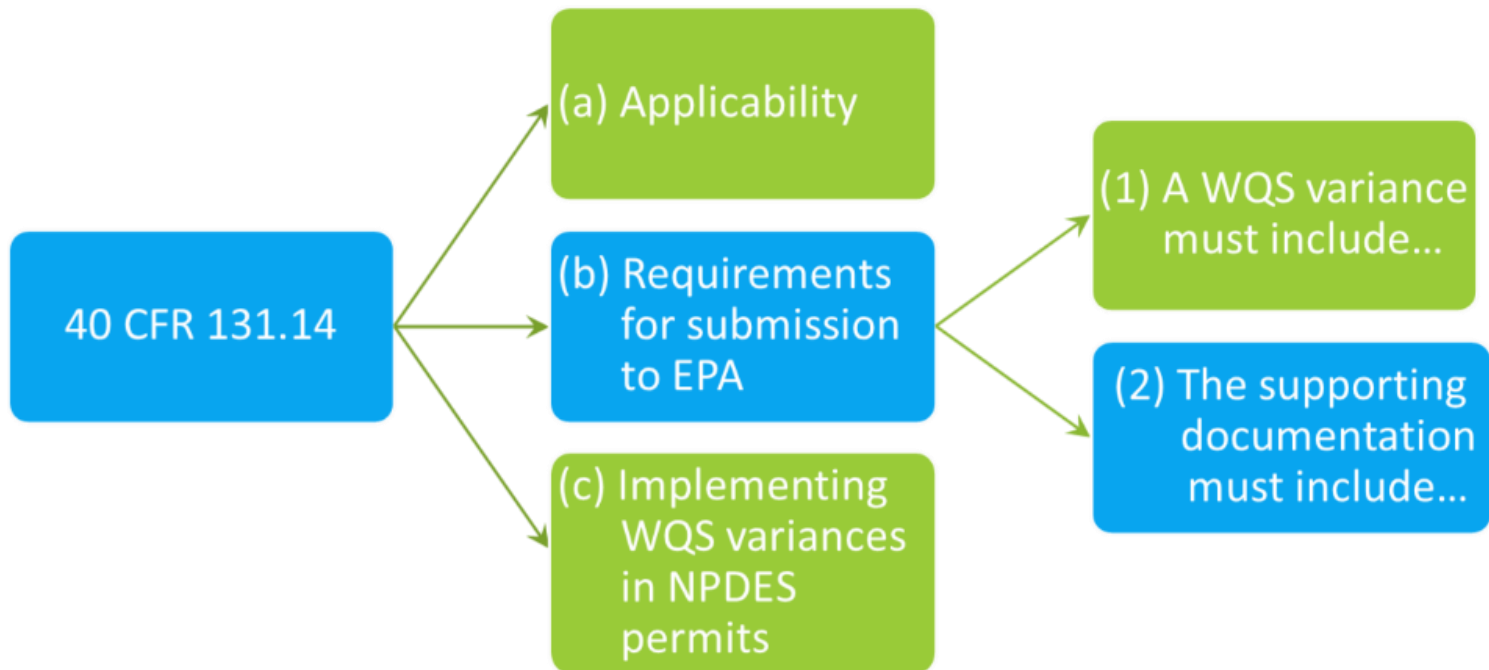 40 CFR 131.14
(a) Applicability
(b) Requirements
for submission
to EPA
(c) Implementing
WQS variances
in NPDES
permits
(1) A WQS variance
must include…
(2) The supporting
documentation
must include…